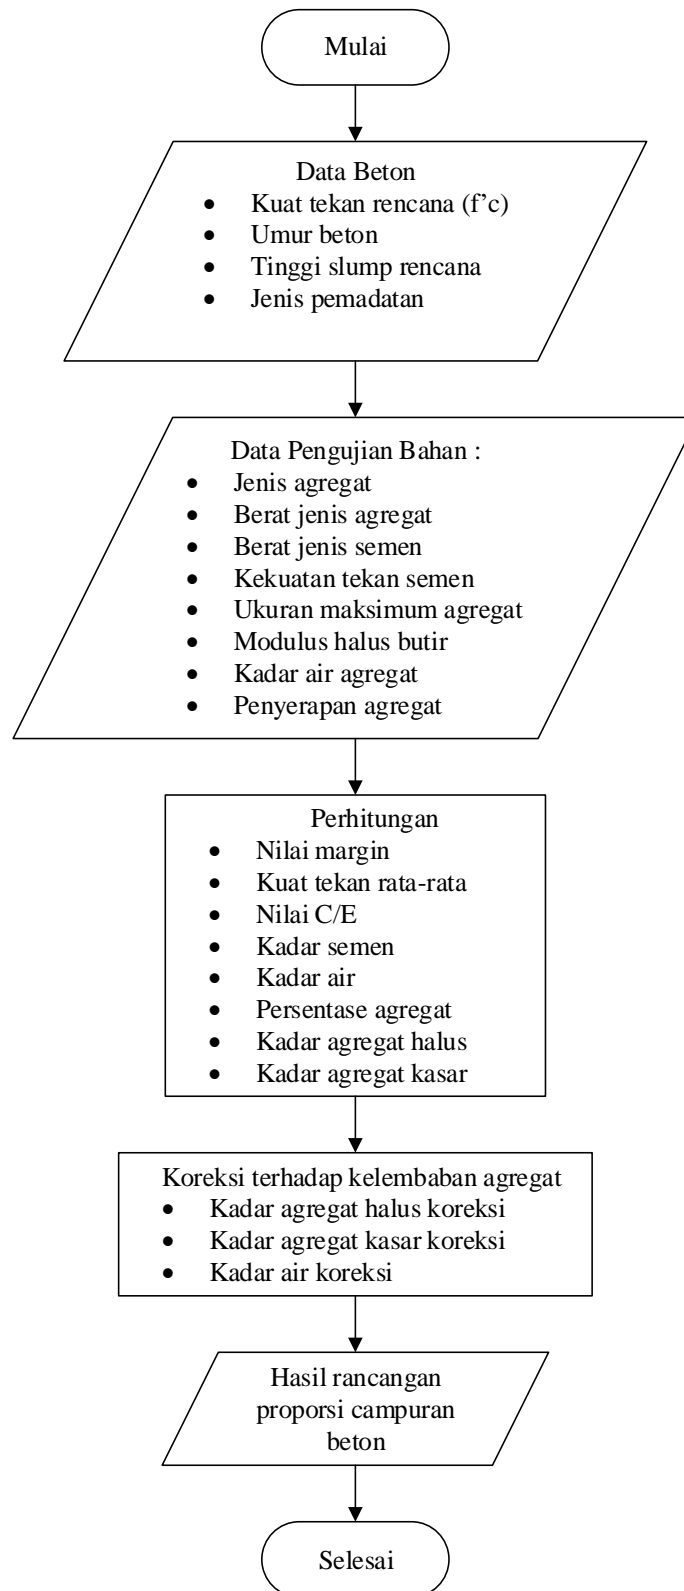 Mulai
Data Beton
• Kuat tekan rencana (f’c)
• Umur beton
• Tinggi slump rencana
• Jenis pemadatan
Data Pengujian Bahan :
• Jenis agregat
• Berat jenis agregat
• Berat jenis semen
• Kekuatan tekan semen
• Ukuran maksimum agregat
• Modulus halus butir
• Kadar air agregat
• Penyerapan agregat
Perhitungan
• Nilai margin
• Kuat tekan rata-rata
• Nilai C/E
• Kadar semen
• Kadar air
• Persentase agregat
• Kadar agregat halus
• Kadar agregat kasar
Koreksi terhadap kelembaban agregat
• Kadar agregat halus koreksi
• Kadar agregat kasar koreksi
• Kadar air koreksi
Hasil rancangan
proporsi campuran
beton
Selesai